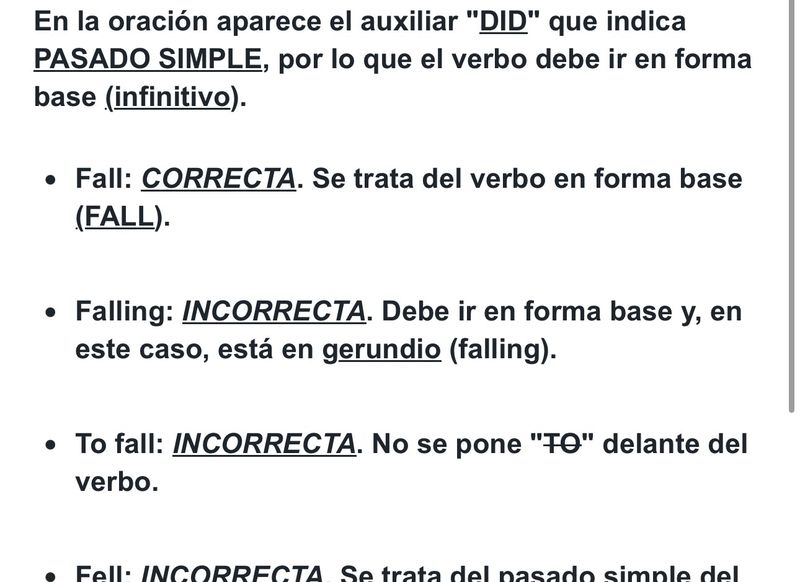 En la oración aparece el auxiliar "DID" que indica
PASADO SIMPLE, por lo que el verbo debe ir en forma
base (infinitivo).
• Fall: CORRECTA. Se trata del verbo en forma base
(FALL).
• Falling: INCORRECTA. Debe ir en forma base y, en
este caso, está en gerundio (falling).
• To fall: INCORRECTA. No se pone "TO" delante del
verbo.
• Fell: INCORRECTA. Se trata del pasado simple del